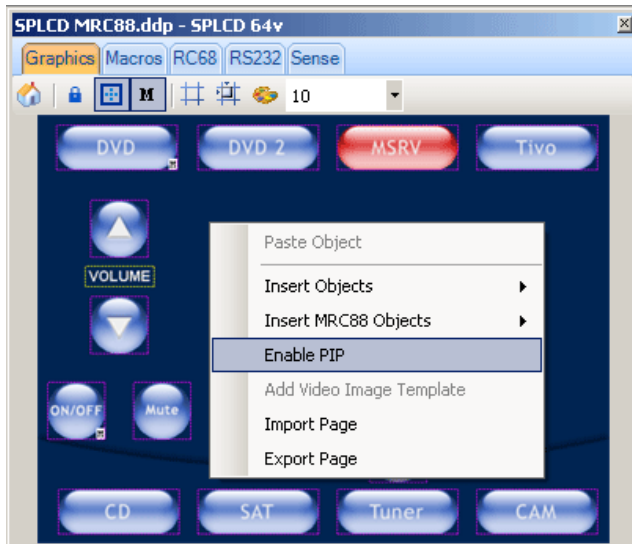 SPLCD MRC88.ddp - SPLCD 64v
Graphics Macros RC68 RS232 Sense
M 10
DVD DVD 2 MSRV Tivo
Paste Object
VOLUME
Insert Objects
Insert MRC88 Objects
Enable PIP
Add Video Image Template
ON/OFF Mute
Import Page
Export Page
CD SAT Tuner CAM